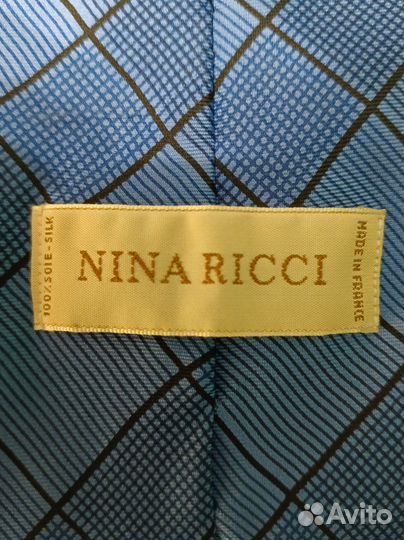 100% SOIE - SILK
NINA RICCI
MADE IN FRANCE
Avito